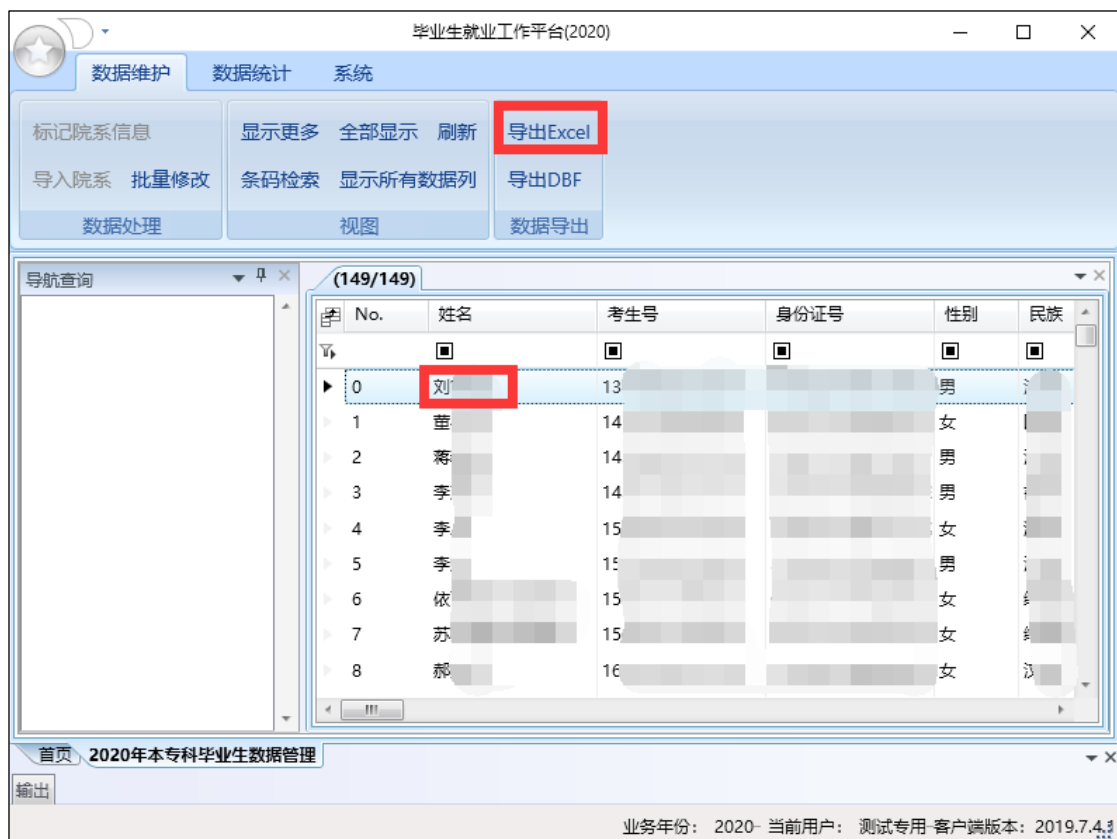 毕业生就业工作平台(2020)
数据维护 数据统计 系统
标记院系信息 显示更多 全部显示 刷新 导出Excel
导入院系 批量修改 条码检索 显示所有数据列 导出DBF
数据处理 视图 数据导出
导航查询 (149/149)
No. 姓名 考生号 身份证号 性别 民族
0 刘 13 男
1 董 14 女
2 蒋 14 男
3 李 14 男
4 李 15 女
5 李 15 男
6 依 15 女
7 苏 15 女
8 郝 16 女 汉
首页 2020年本专科毕业生数据管理
输出
业务年份： 2020- 当前用户： 测试专用-客户端版本：2019.7.4.1